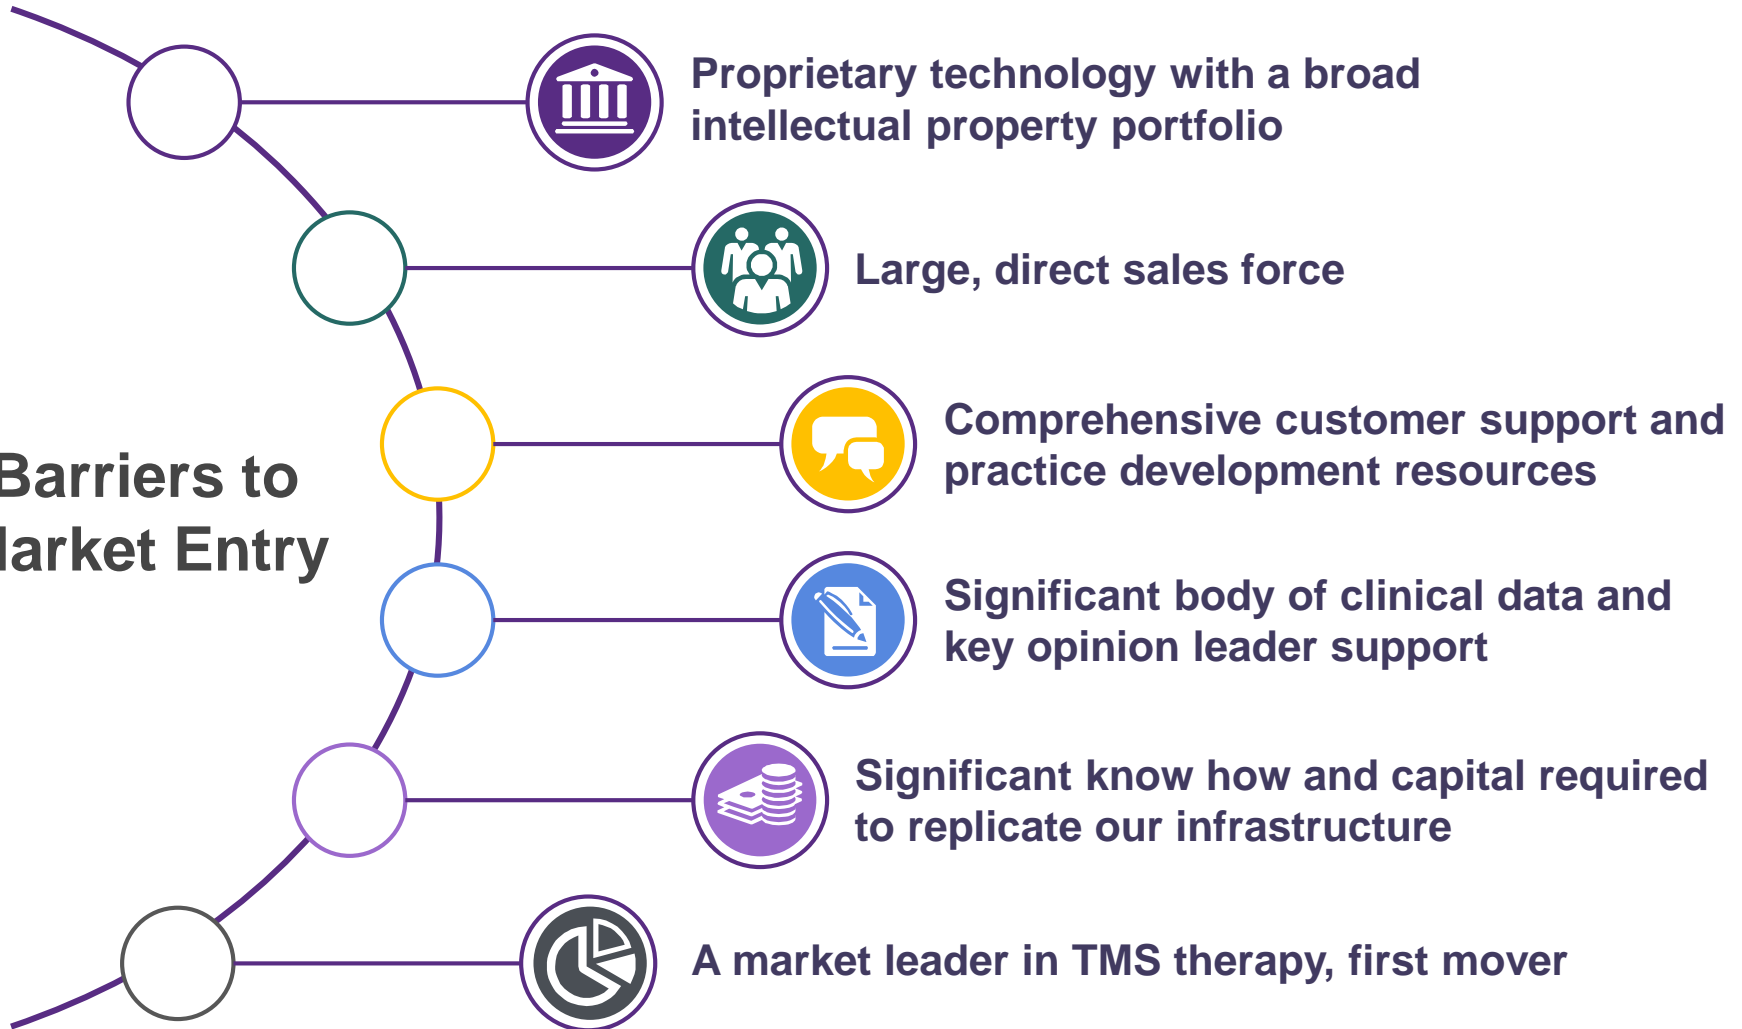 Proprietary technology with a broad
intellectual property portfolio
Large, direct sales force
Comprehensive customer support and
practice development resources
Barriers to
Market Entry
Significant body of clinical data and
key opinion leader support
Significant know how and capital required
to replicate our infrastructure
A market leader in TMS therapy, first mover